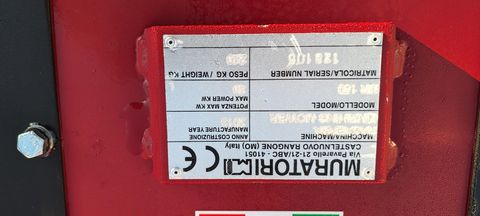 MURATORI CE
Via Pavarello 21-21/ABC - 41051
CASTELNUOVO RANGONE (MO) Italy
MACCHINA/MACHINE
ANNO COSTRUZIONE
MANUFACTURE YEAR
MODELLO/MODEL
POTENZA MAX KW
MAX POWER KW
MATRICOLA/SERIAL NUMBER
PESO KG / WEIGHT KG